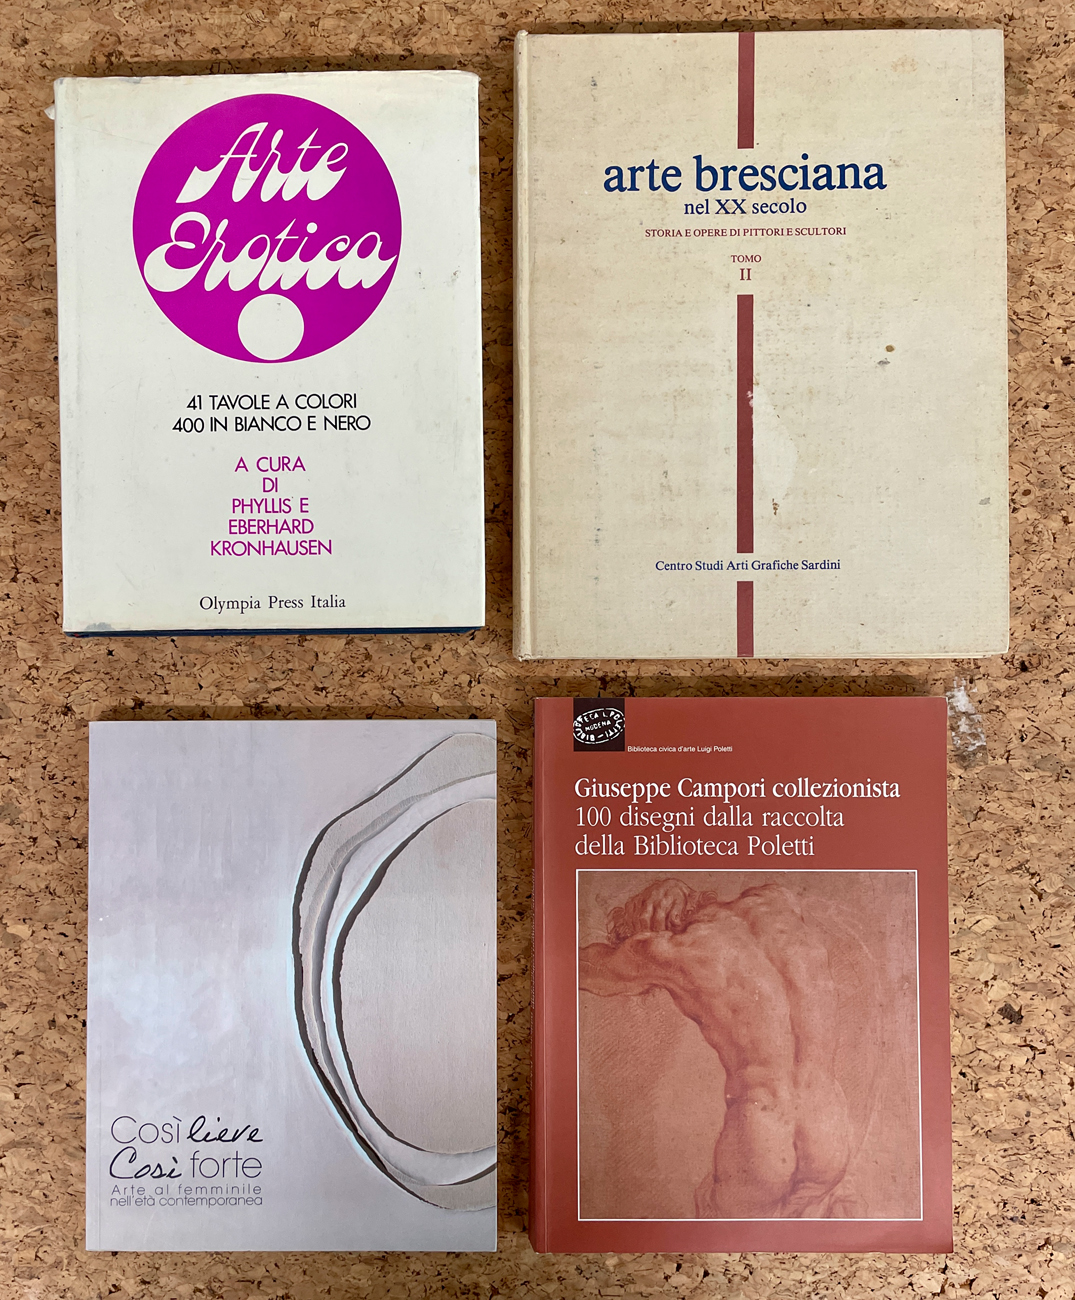 Arte
Erotica
41 TAVOLE A COLORI
400 IN BIANCO E NERO
A CURA
DI
PHYLLIS E
EBERHARD
KRONHAUSEN
Olympia Press Italia
arte bresciana
nel XX secolo
STORIA E OPERE DI PITTORI E SCULTORI
TOMO
II
Centro Studi Arti Grafiche Sardini
Così lieve
Così forte
Arte al femminile
nell'età contemporanea
MODENA
Biblioteca civica d'arte Luigi Poletti
Giuseppe Campori collezionista
100 disegni dalla raccolta
della Biblioteca Poletti